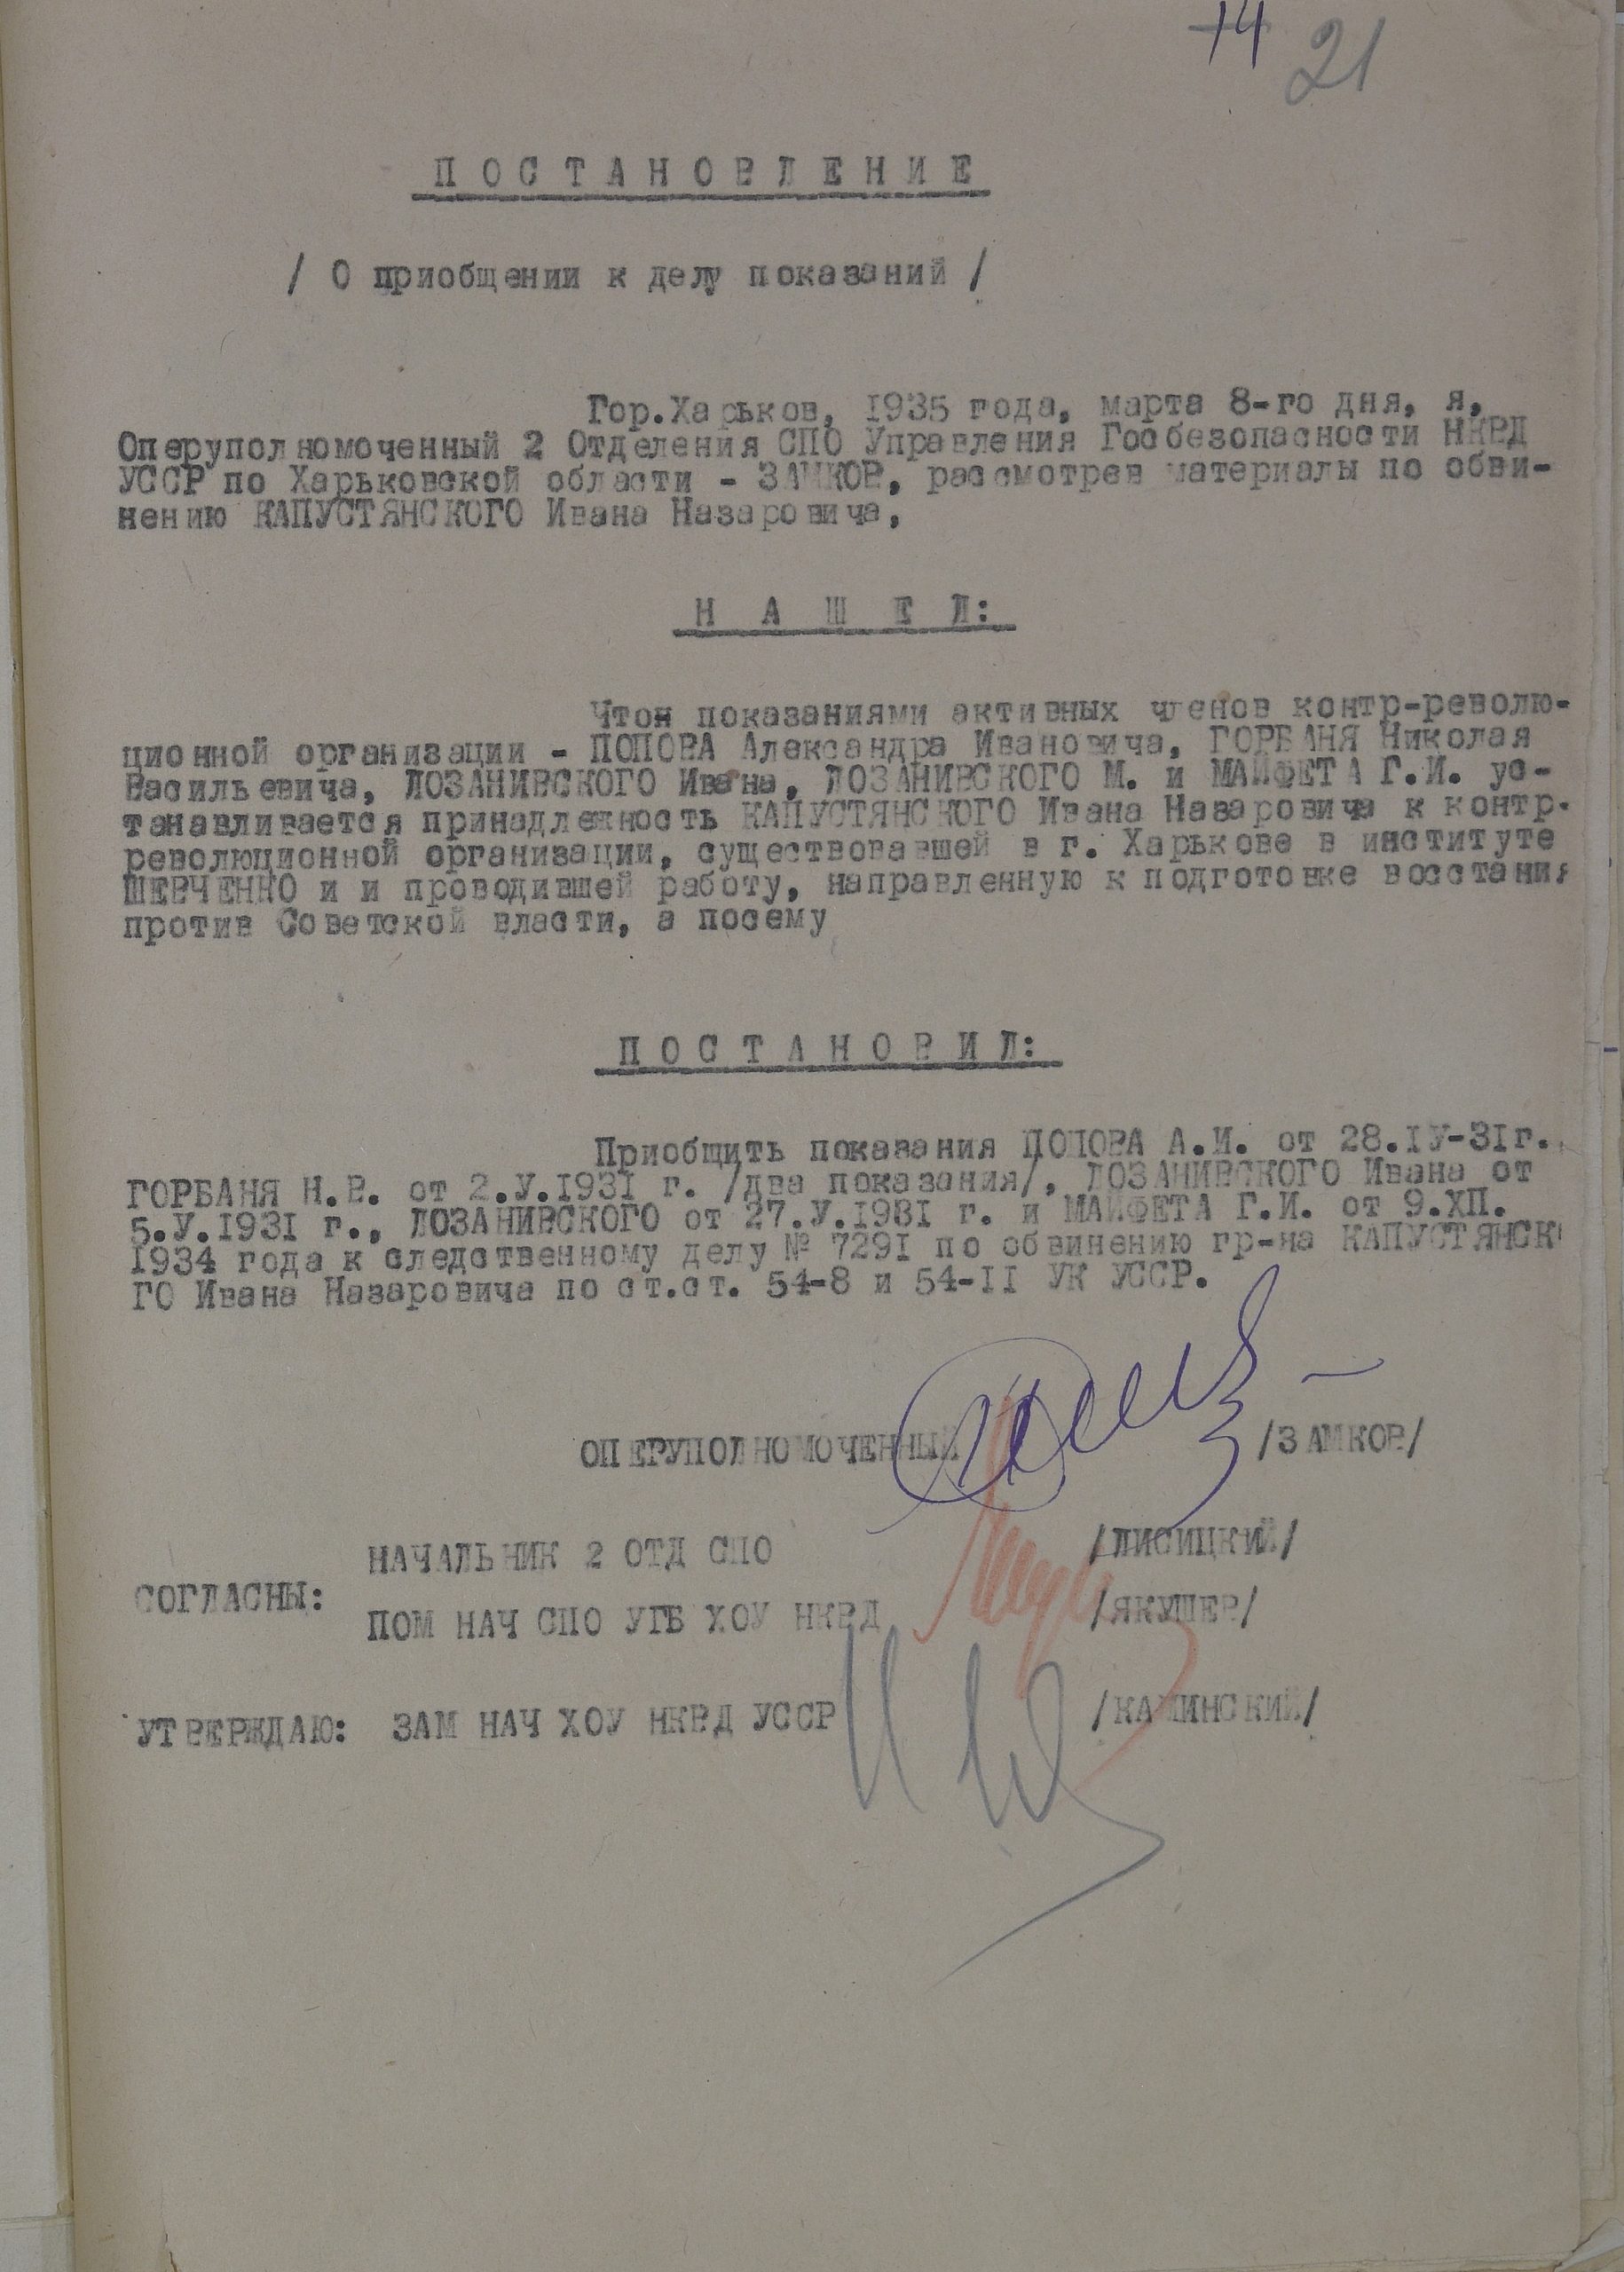 14 21
ПОСТАНОВЛЕНИЕ
/ О приобщении к делу показаний /
Гор.Харьков, 1935 года, марта 8-го дня, я,
Оперуполномоченный 2 Отделения СПО Управления Госбезопасности НКВД
УССР по Харьковской области - ЗАМКОВ, рассмотрев материалы по обви-
нению КАПУСТЯНСКОГО Ивана Назаровича,
НАШЕЛ:
Чтон показаниями активных членов контр-револю-
ционной организации - ПОПОВА Александра Ивановича, ГОРБАНЯ Николая
Васильевича, ЛОЗАНИВСКОГО Ивана, ЛОЗАНИВСКОГО М. и МАЙФЕТА Г.И. ус-
танавливается принадлежность КАПУСТЯНСКОГО Ивана Назаровича к контр-
революционной организации, существовавшей в г. Харькове в институте
ШЕВЧЕНКО и и проводившей работу, направленную к подготовке восстания
против Советской власти, а посему
ПОСТАНОВИЛ:
Приобщить показания ПОПОВА А.И. от 28.IУ-31г.,
ГОРБАНЯ Н.В. от 2.У.1931 г. /два показания/, ЛОЗАНИВСКОГО Ивана от
5.У.1931 г., ЛОЗАНИВСКОГО от 27.У.1931 г. и МАЙФЕТА Г.И. от 9.ХП.
1934 года к следственному делу № 7291 по обвинению гр-на КАПУСТЯНСК
ГО Ивана Назаровича по ст.ст. 54-8 и 54-II УК УССР.
ОПЕРУПОЛНОМОЧЕННЫЙ /ЗАМКОВ/
НАЧАЛЬНИК 2 ОТД СПО /ЛИСИЦКИЙ/
СОГЛАСНЫ:
ПОМ НАЧ СПО УГБ ХОУ НКВД /ЯКУШЕВ/
УТВЕРЖДАЮ: ЗАМ НАЧ ХОУ НКВД УССР /КАМИНСКИЙ/